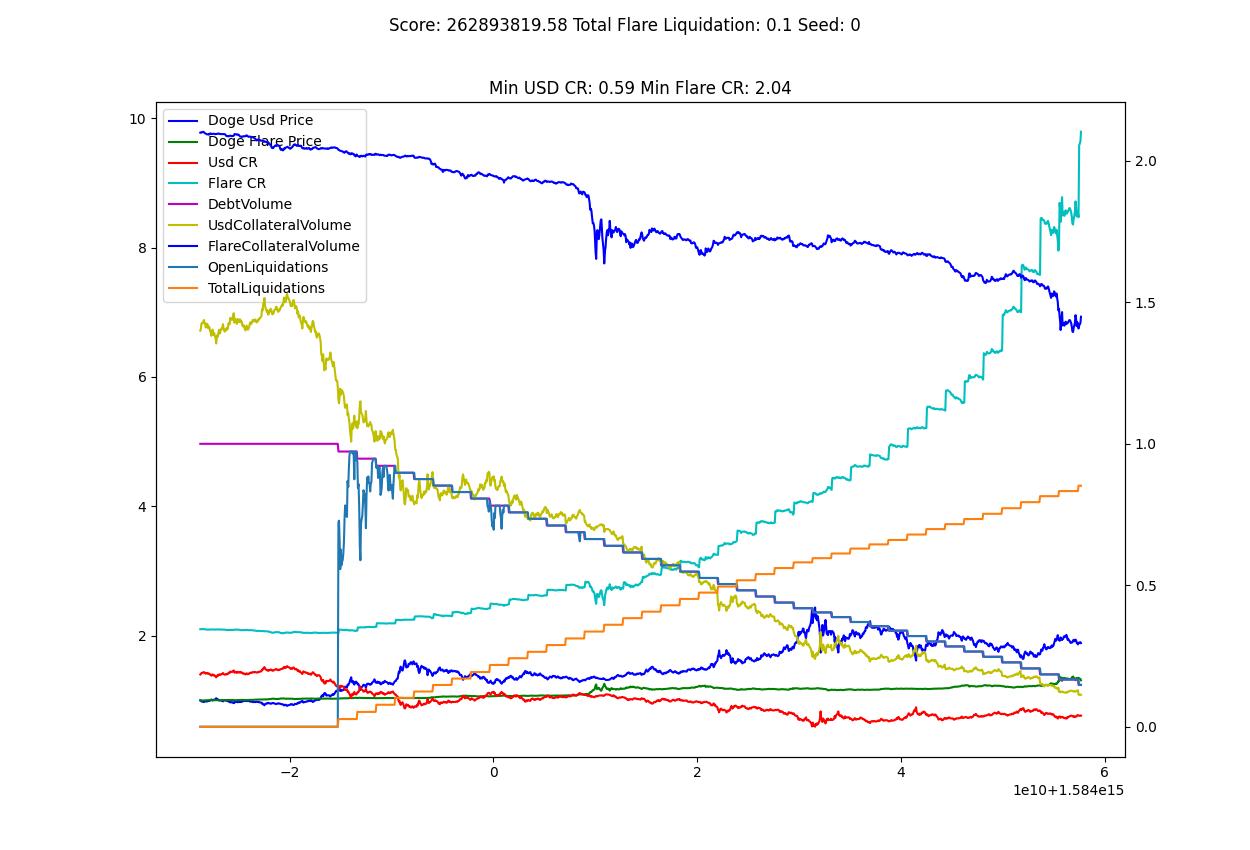 Score: 262893819.58 Total Flare Liquidation: 0.1 Seed: 0
Min USD CR: 0.59 Min Flare CR: 2.04
Doge Usd Price
Doge Flare Price
Usd CR
Flare CR
DebtVolume
UsdCollateralVolume
FlareCollateralVolume
OpenLiquidations
TotalLiquidations
10
8
6
4
2
2.0
1.5
1.0
0.5
0.0
−2 0 2 4 6
1e10+1.584e15